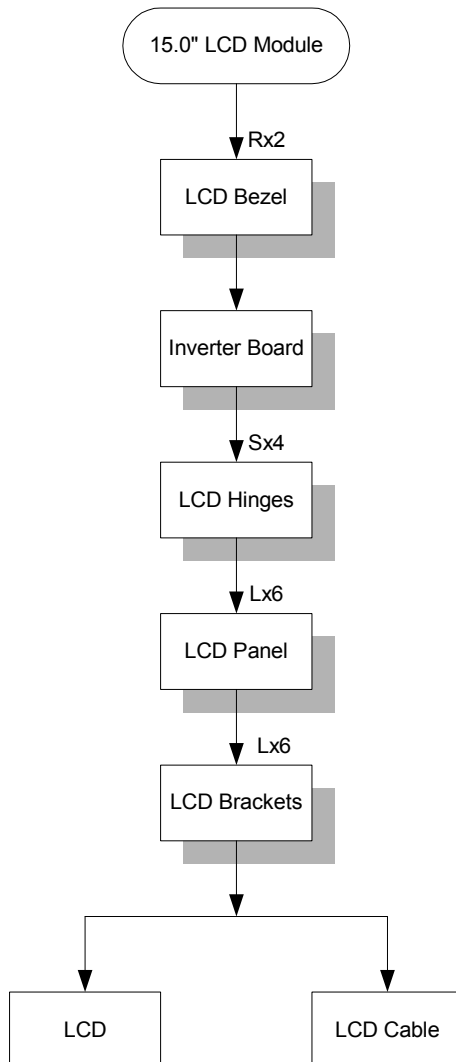 15.0" LCD Module
Rx2
LCD Bezel
Inverter Board
Sx4
LCD Hinges
Lx6
LCD Panel
Lx6
LCD Brackets
LCD
LCD Cable